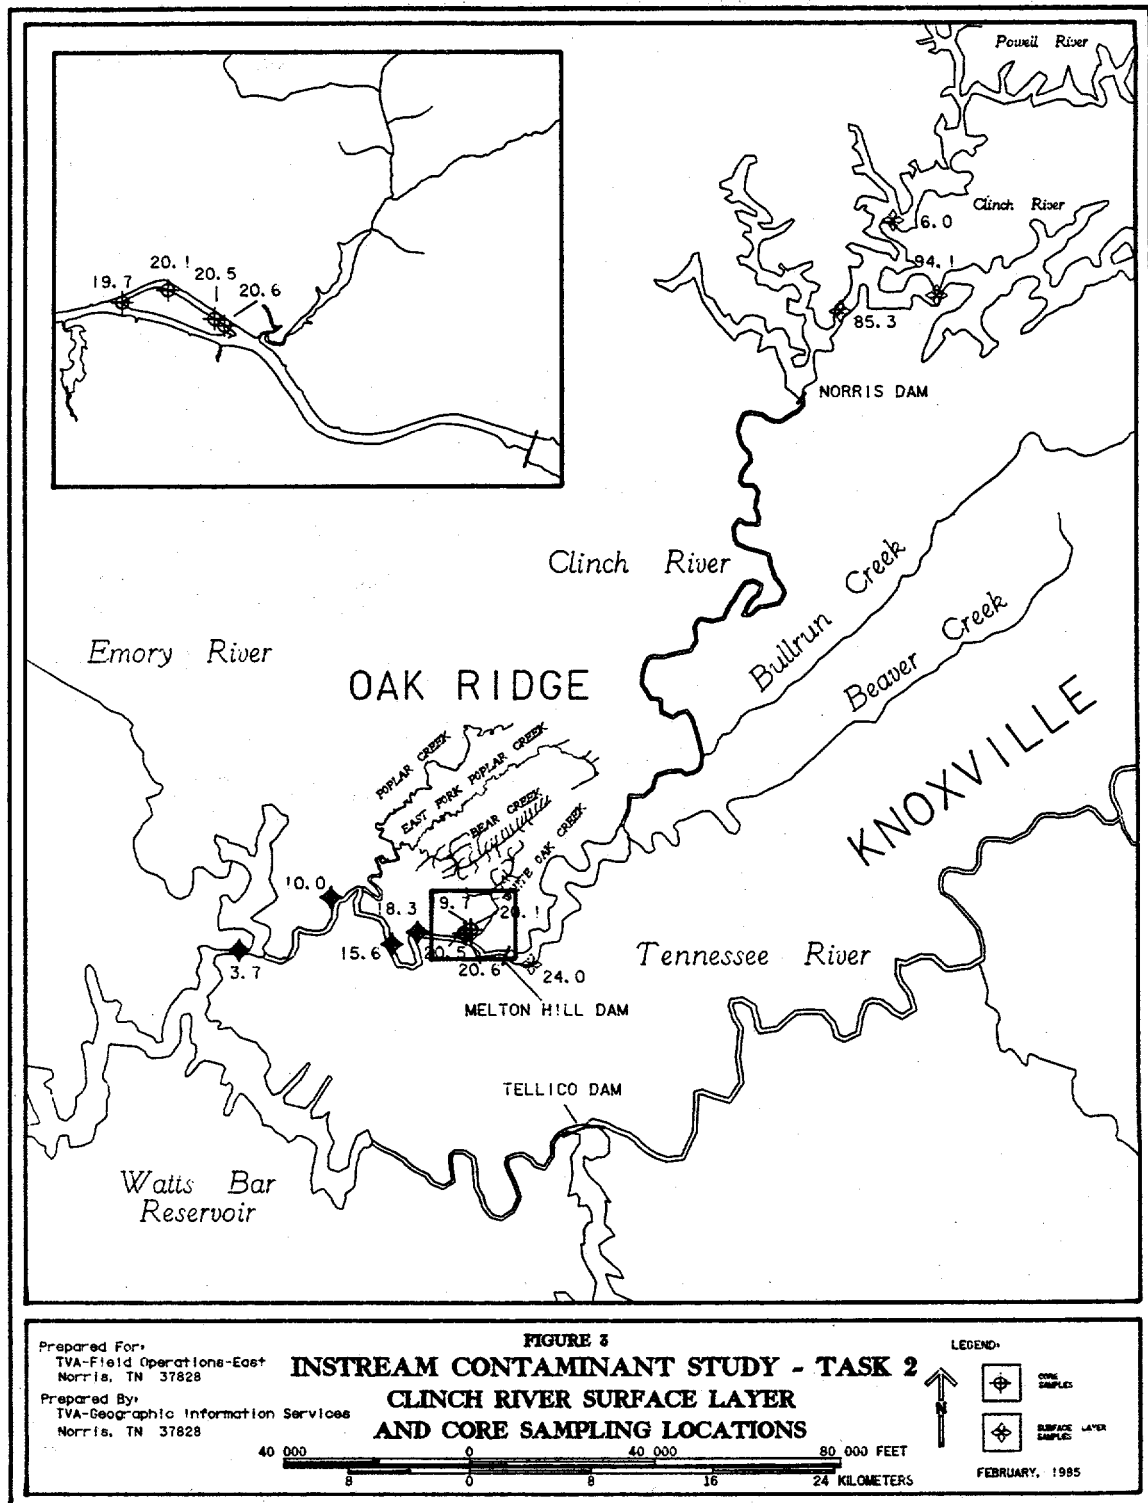 Powell River
Clinch River
6.0
94.1
85.3
NORRIS DAM
19.7
20.1
20.5
20.6
Clinch River
Bullrun Creek
Beaver Creek
Emory River
OAK RIDGE
KNOXVILLE
POPLAR CREEK
EAST FORK POPLAR CREEK
BEAR CREEK
OAK CREEK
10.0
18.3
9.7
20.1
15.6
20.5
20.6
24.0
3.7
Tennessee River
MELTON HILL DAM
TELLICO DAM
Watts Bar
Reservoir
Prepared For:
TVA-Field Operations-East
Norris, TN 37828
Prepared By:
TVA-Geographic Information Services
Norris, TN 37828
FIGURE 3
INSTREAM CONTAMINANT STUDY - TASK 2
CLINCH RIVER SURFACE LAYER
AND CORE SAMPLING LOCATIONS
40 000 0 40 000 80 000 FEET
8 0 8 16 24 KILOMETERS
LEGEND:
N
CORE
SAMPLES
SURFACE LAYER
SAMPLES
FEBRUARY, 1985